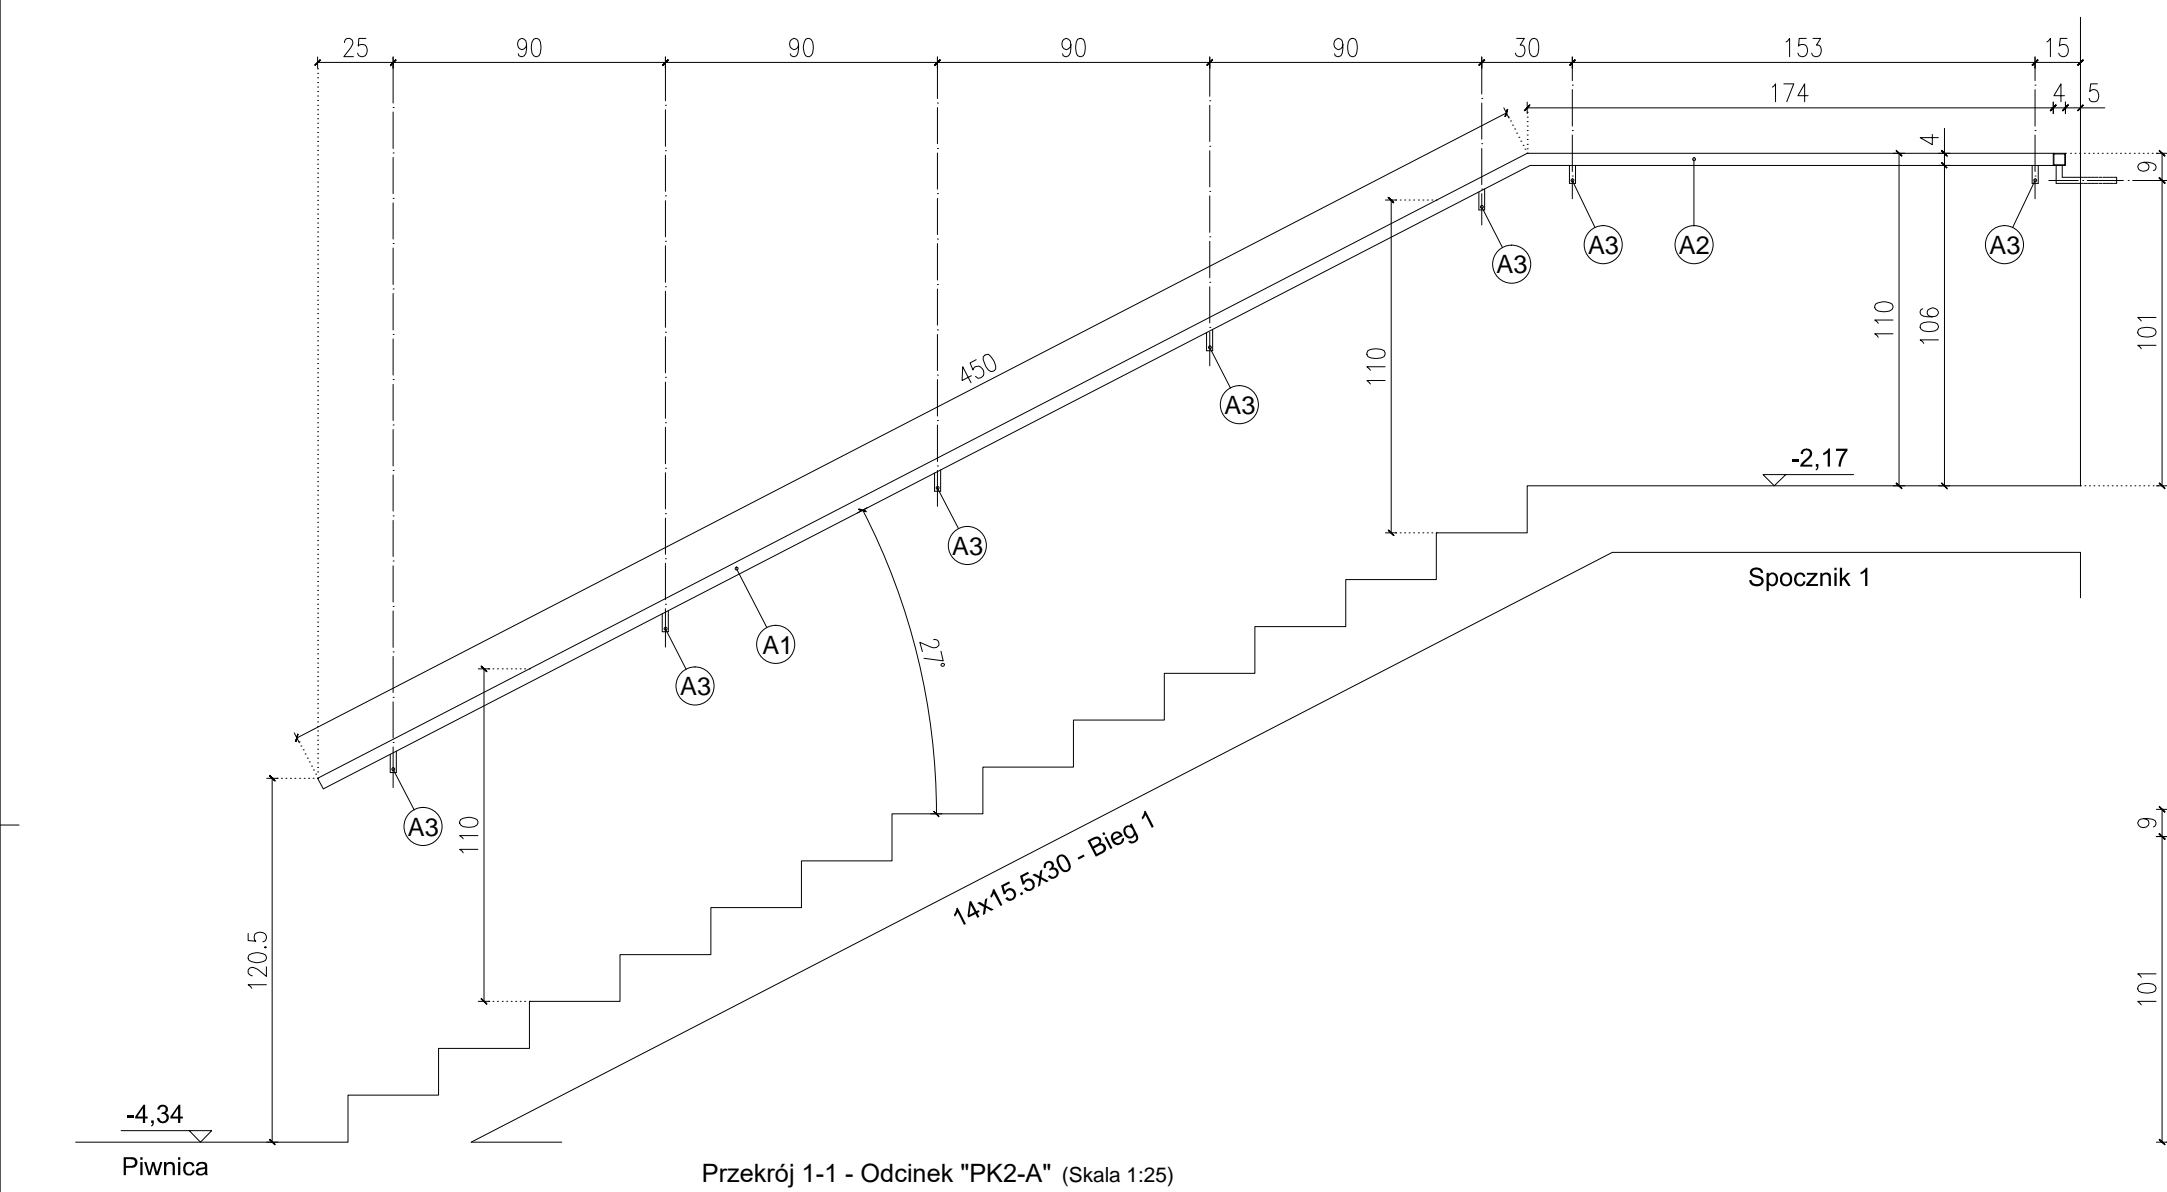 25 90 90 90 90 30 153 15
174 4 5
4
9
A3 A3 A2 A3
A3
110 106 101
110
450
A3
-2,17
A3
Spocznik 1
27°
A1
A3
A3
110
9
14x15.5x30 - Bieg 1
120.5
101
-4,34
Piwnica
Przekrój 1-1 - Odcinek "PK2-A" (Skala 1:25)